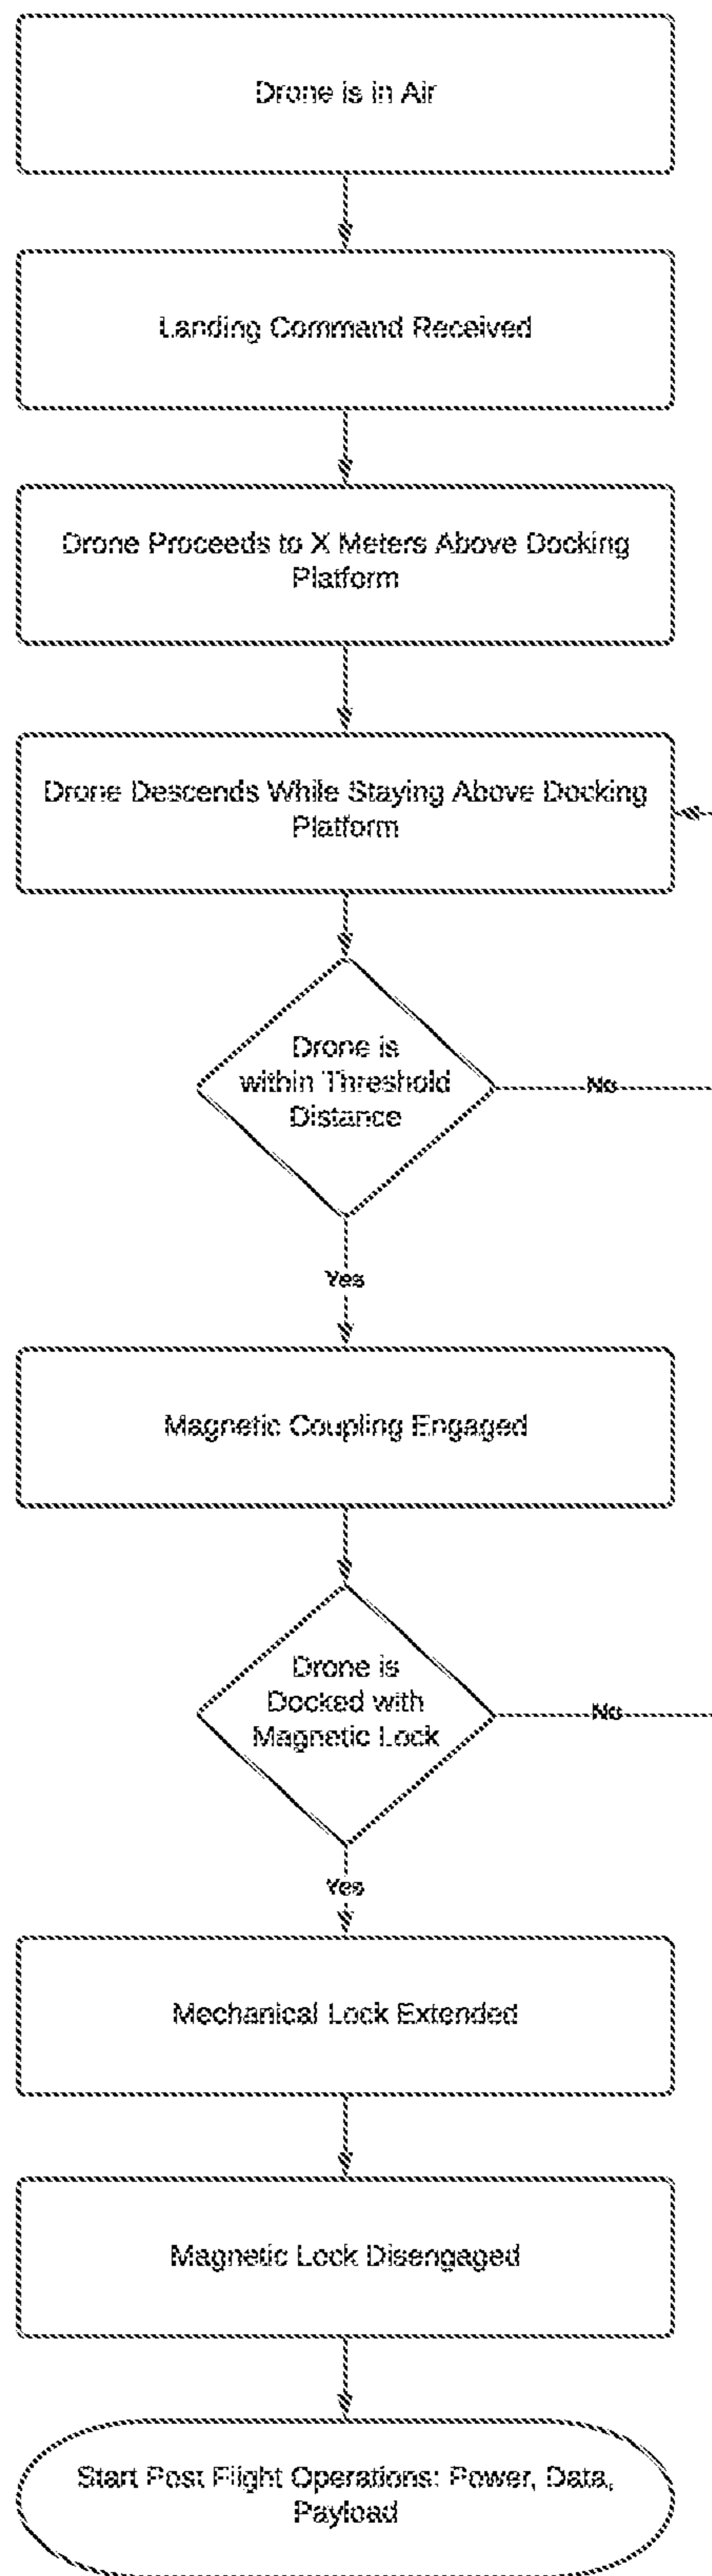 Drone is in Air
Landing Command Received
Drone Proceeds to X Meters Above Docking
Platform
Drone Descends While Staying Above Docking
Platform
Drone is
within Threshold
Distance
No
Yes
Magnetic Coupling Engaged
Drone is
Docked with
Magnetic Lock
No
Yes
Mechanical Lock Extended
Magnetic Lock Disengaged
Start Post Flight Operations: Power, Data,
Payload